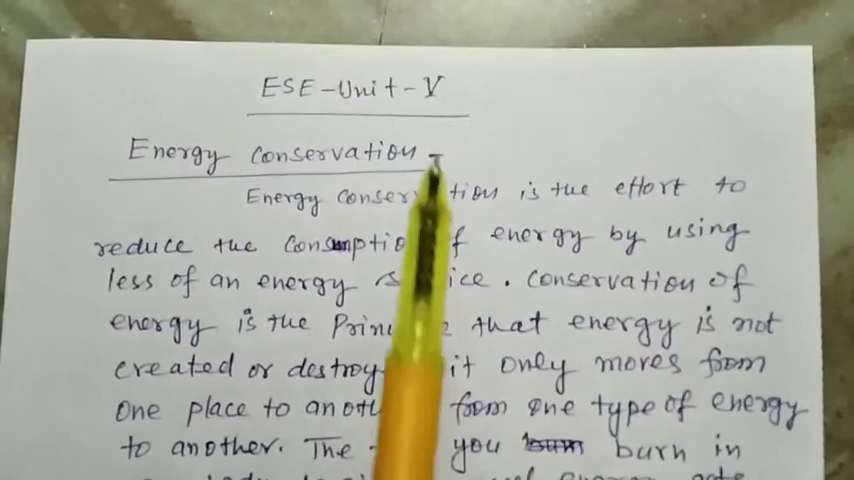 ESE-Unit-V
Energy Conservation -
Energy Conser tion is the effort to
reduce the Consumptio f energy by using
less of an energy ice. Conservation of
energy is the Prin that energy is not
created or destroy it only moves from
one place to anoth from one type of energy
to another. The you burn in